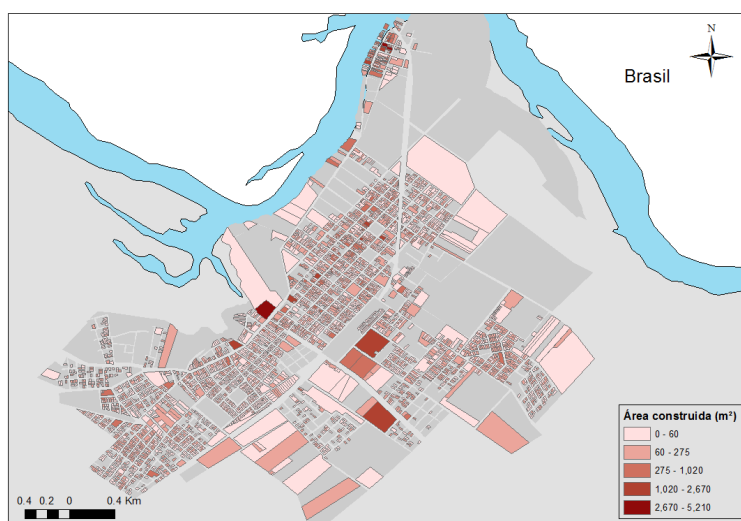 N
Brasil
Área construida (m²)
0 - 60
60 - 275
275 - 1,020
1,020 - 2,670
2,670 - 5,210
0.4 0.2 0 0.4 Km